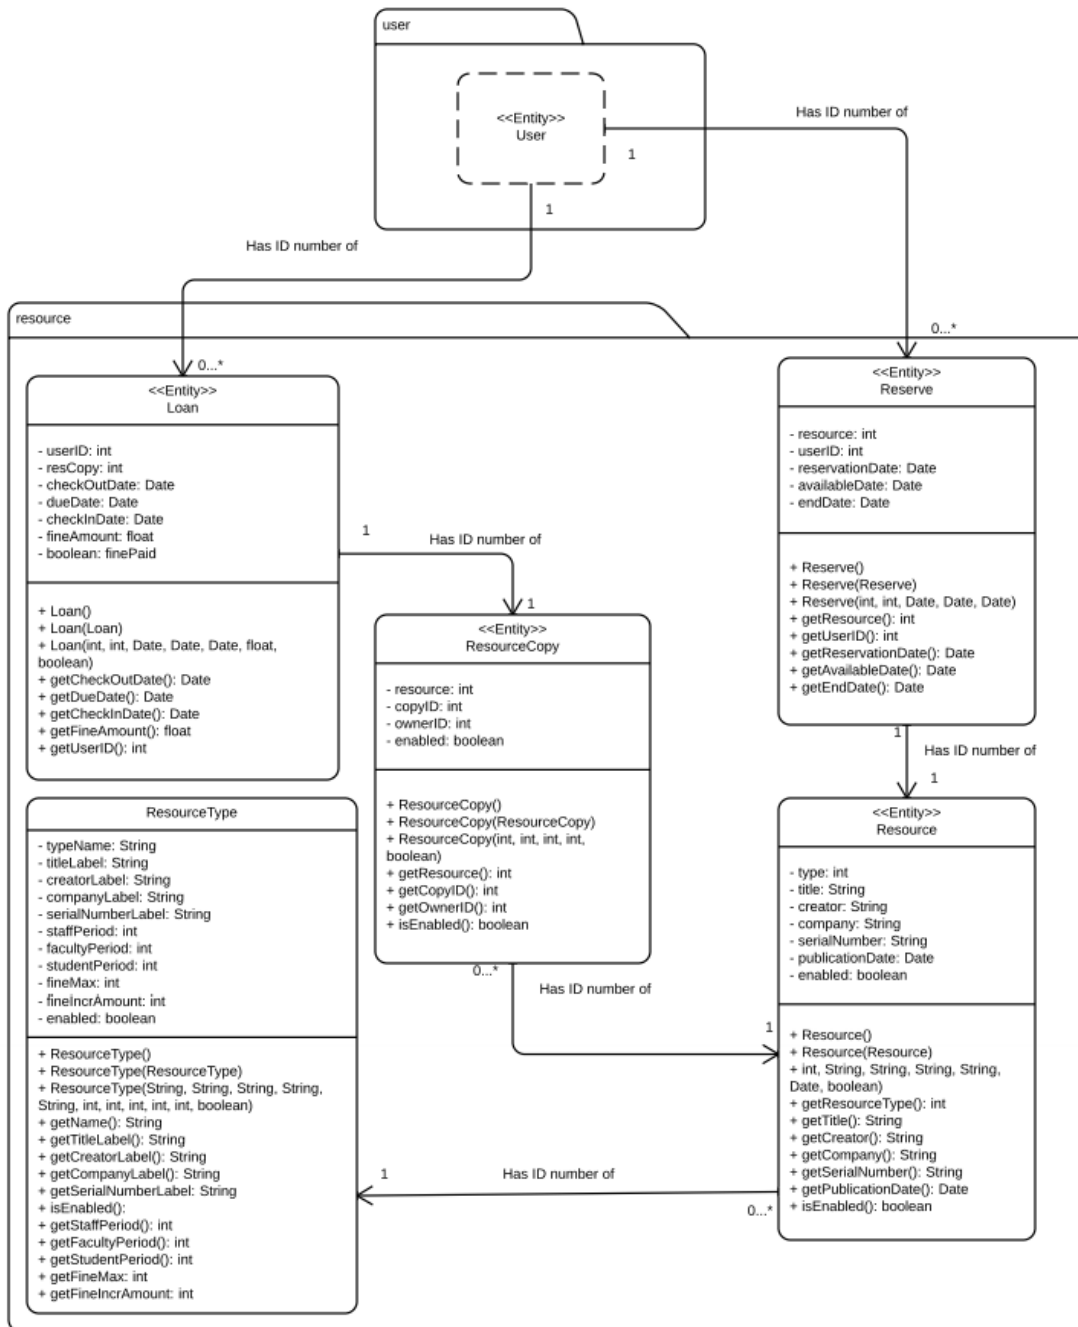 user
<<Entity>>
User
1
1
Has ID number of
Has ID number of
resource
0...*
0...*
<<Entity>>
Loan
- userID: int
- resCopy: int
- checkOutDate: Date
- dueDate: Date
- checkInDate: Date
- fineAmount: float
- boolean: finePaid
+ Loan()
+ Loan(Loan)
+ Loan(int, int, Date, Date, Date, float,
boolean)
+ getCheckOutDate(): Date
+ getDueDate(): Date
+ getCheckInDate(): Date
+ getFineAmount(): float
+ getUserID(): int
<<Entity>>
Reserve
- resource: int
- userID: int
- reservationDate: Date
- availableDate: Date
- endDate: Date
+ Reserve()
+ Reserve(Reserve)
+ Reserve(int, int, Date, Date, Date)
+ getResource(): int
+ getUserID(): int
+ getReservationDate(): Date
+ getAvailableDate(): Date
+ getEndDate(): Date
1
Has ID number of
1
<<Entity>>
ResourceCopy
- resource: int
- copyID: int
- ownerID: int
- enabled: boolean
+ ResourceCopy()
+ ResourceCopy(ResourceCopy)
+ ResourceCopy(int, int, int, int,
boolean)
+ getResource(): int
+ getCopyID(): int
+ getOwnerID(): int
+ isEnabled(): boolean
1
Has ID number of
1
0...*
Has ID number of
1
ResourceType
- typeName: String
- titleLabel: String
- creatorLabel: String
- companyLabel: String
- serialNumberLabel: String
- staffPeriod: int
- facultyPeriod: int
- studentPeriod: int
- fineMax: int
- fineIncrAmount: int
- enabled: boolean
+ ResourceType()
+ ResourceType(ResourceType)
+ ResourceType(String, String, String, String,
String, int, int, int, int, int, boolean)
+ getName(): String
+ getTitleLabel(): String
+ getCreatorLabel(): String
+ getCompanyLabel(): String
+ getSerialNumberLabel: String
+ isEnabled():
+ getStaffPeriod(): int
+ getFacultyPeriod(): int
+ getStudentPeriod(): int
+ getFineMax: int
+ getFineIncrAmount: int
<<Entity>>
Resource
- type: int
- title: String
- creator: String
- company: String
- serialNumber: String
- publicationDate: Date
- enabled: boolean
+ Resource()
+ Resource(Resource)
+ int, String, String, String, String,
Date, boolean)
+ getResourceType(): int
+ getTitle(): String
+ getCreator(): String
+ getCompany(): String
+ getSerialNumber(): String
+ getPublicationDate(): Date
+ isEnabled(): boolean
1
Has ID number of
0...*